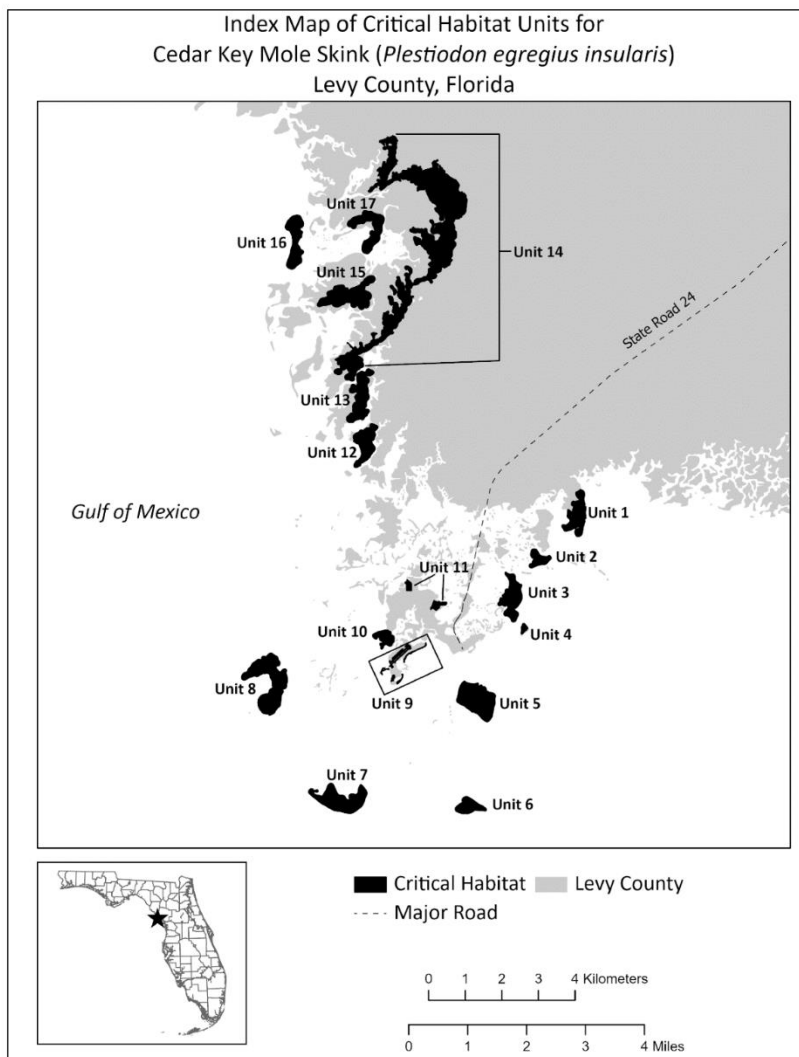 Index Map of Critical Habitat Units for
Cedar Key Mole Skink (Plestiodon egregius insularis)
Levy County, Florida
Unit 17
Unit 16
Unit 14
Unit 15
State Road 24
Unit 13
Unit 12
Gulf of Mexico
Unit 1
Unit 2
Unit 11
Unit 3
Unit 10
Unit 4
Unit 8
Unit 9
Unit 5
Unit 7
Unit 6
Critical Habitat
Levy County
Major Road
0 1 2 3 4 Kilometers
0 1 2 3 4 Miles